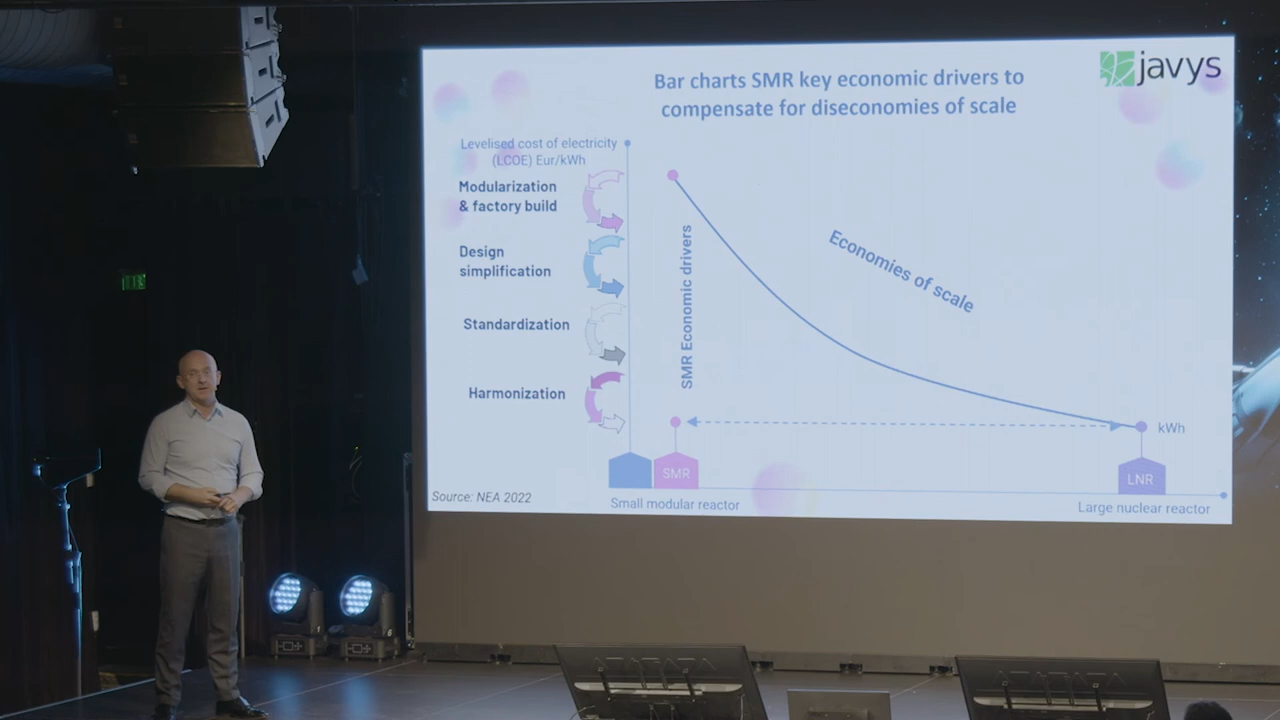 Bar charts SMR key economic drivers to
compensate for diseconomies of scale
javys
Levelised cost of electricity
(LCOE) Eur/kWh
Modularization
& factory build
Design
simplification
Standardization
Harmonization
SMR Economic drivers
Economies of scale
kWh
SMR
LNR
Source: NEA 2022
Small modular reactor
Large nuclear reactor